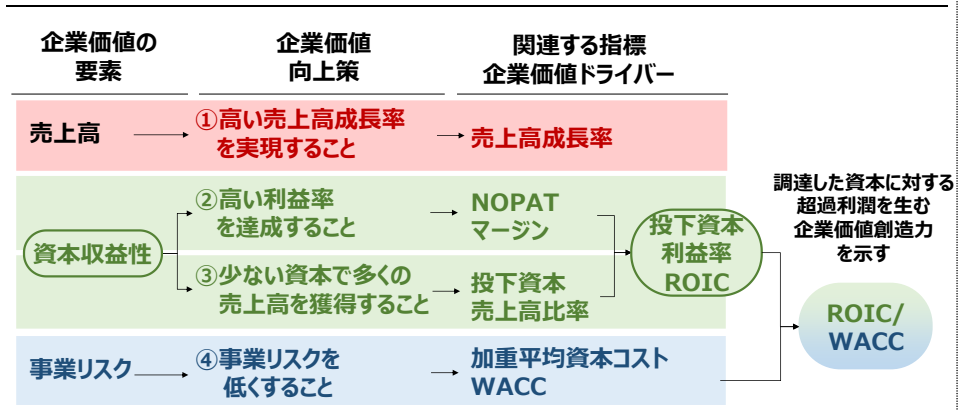 企業価値の
要素
企業価値
向上策
関連する指標
企業価値ドライバー
売上高
①高い売上高成長率
を実現すること
売上高成長率
資本収益性
②高い利益率
を達成すること
NOPAT
マージン
③少ない資本で多くの
売上高を獲得すること
投下資本
売上高比率
投下資本
利益率
ROIC
事業リスク
④事業リスクを
低くすること
加重平均資本コスト
WACC
調達した資本に対する
超過利潤を生む
企業価値創造力
を示す
ROIC/
WACC